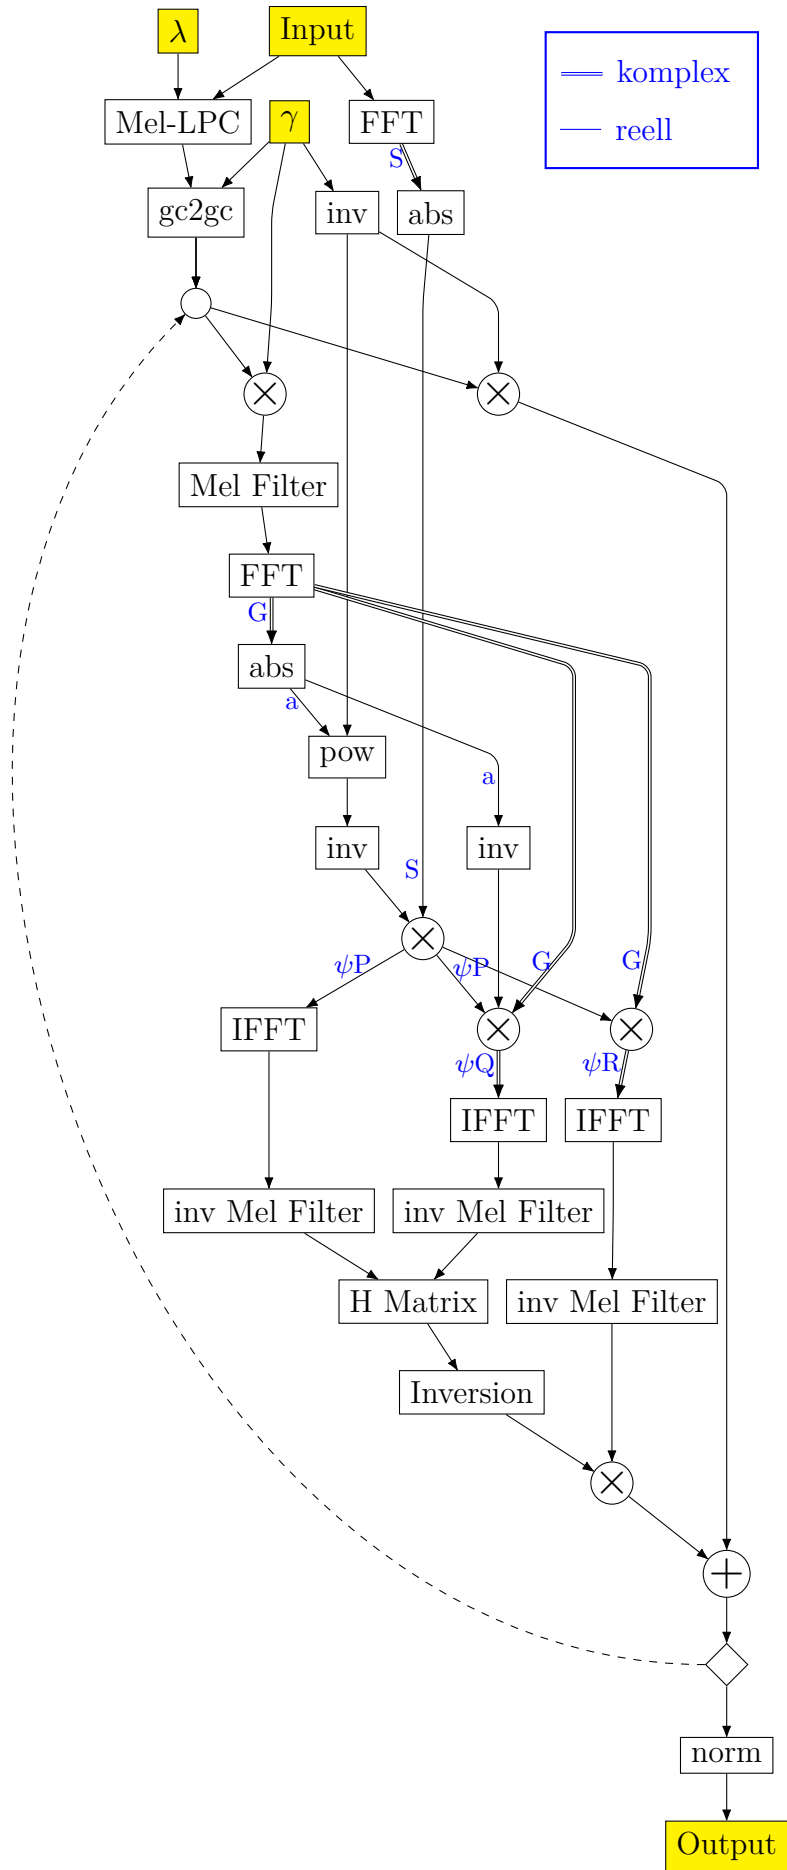 λ
Input
komplex
reell
Mel-LPC
γ
FFT
S
gc2gc
inv
abs
×
×
Mel Filter
FFT
G
abs
a
pow
a
inv
inv
S
×
ψP
ψP
G
G
IFFT
×
×
ψQ
ψR
IFFT
IFFT
inv Mel Filter
inv Mel Filter
H Matrix
inv Mel Filter
Inversion
×
+
norm
Output